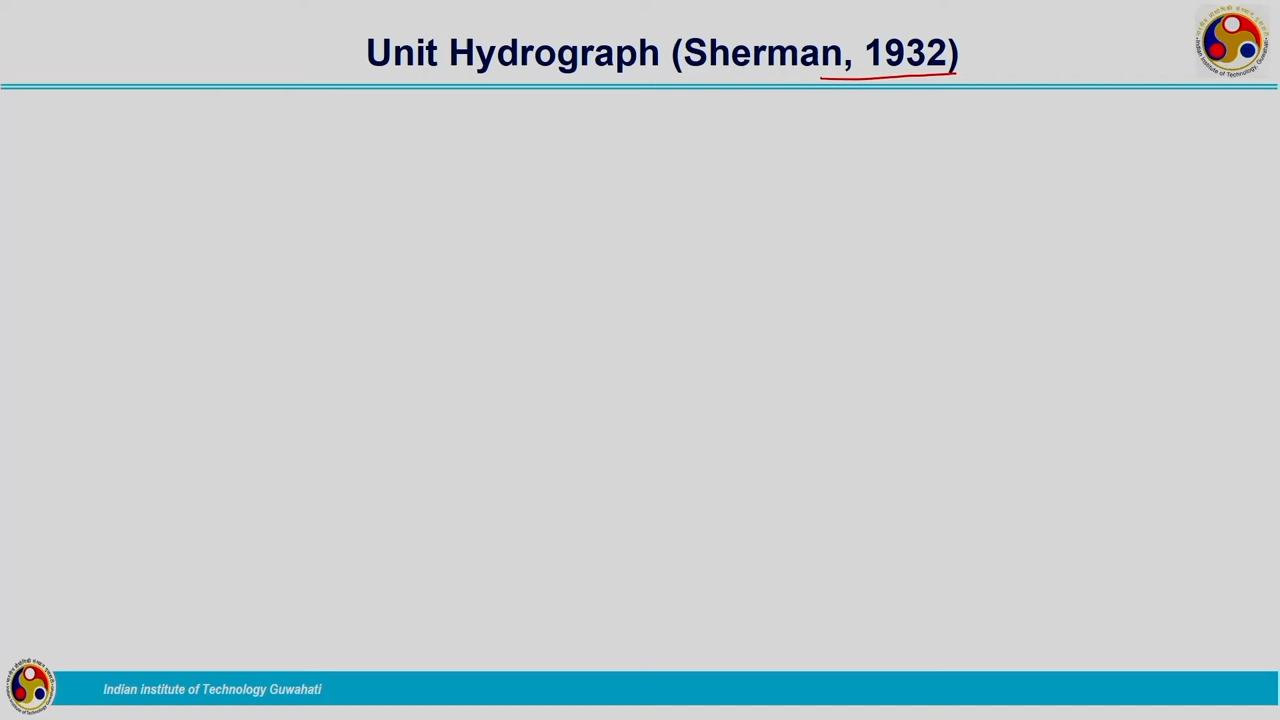 Unit Hydrograph (Sherman, 1932)
Indian institute of Technology Guwahati